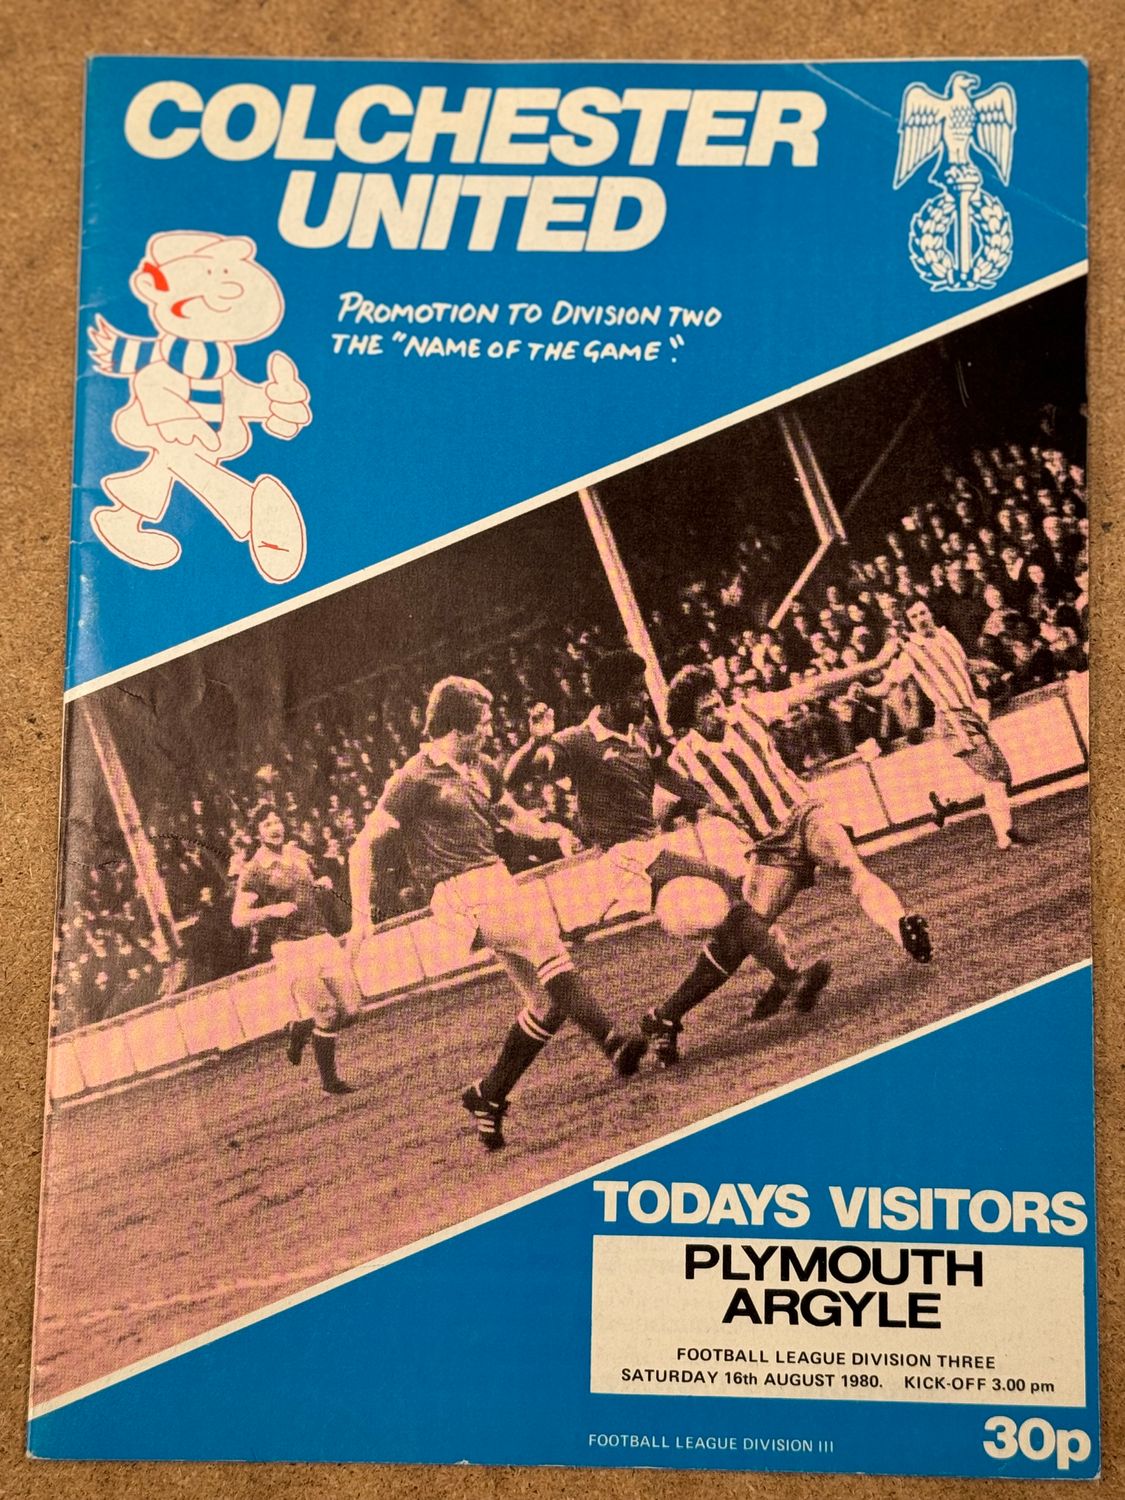 COLCHESTER
UNITED
PROMOTION TO DIVISION TWO
THE "NAME OF THE GAME".
TODAYS VISITORS
PLYMOUTH
ARGYLE
FOOTBALL LEAGUE DIVISION THREE
SATURDAY 16th AUGUST 1980. KICK-OFF 3.00 pm
FOOTBALL LEAGUE DIVISION III
30p